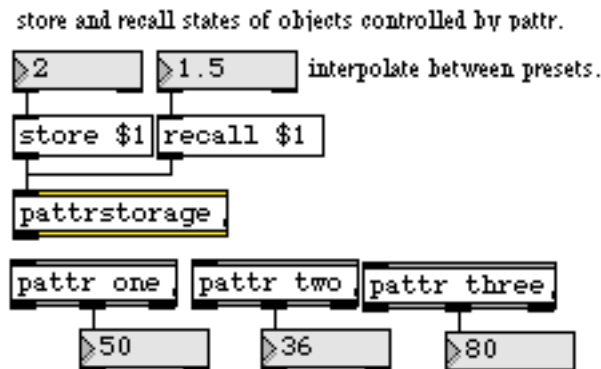 store and recall states of objects controlled by pattr.
2
1.5
interpolate between presets.
store $1
recall $1
pattrstorage
pattr one
pattr two
pattr three
50
36
80